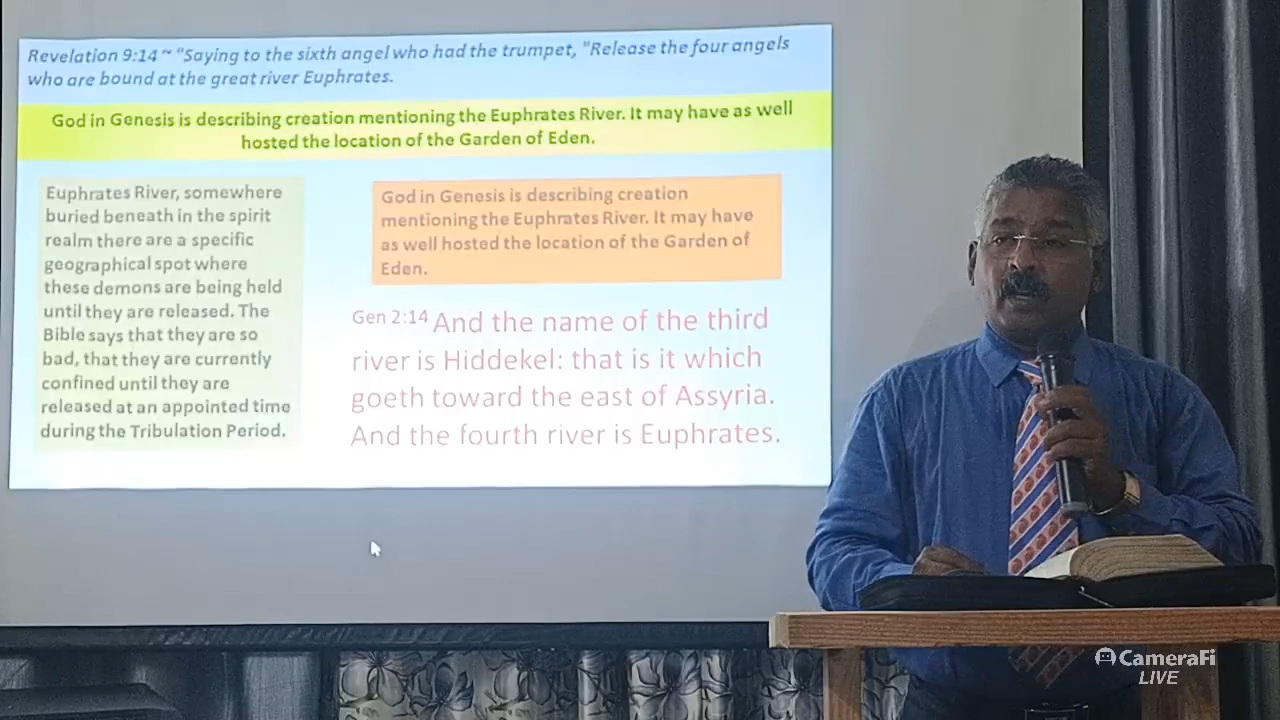 Revelation 9:14 ~ "Saying to the sixth angel who had the trumpet, "Release the four angels
who are bound at the great river Euphrates.
God in Genesis is describing creation mentioning the Euphrates River. It may have as well
hosted the location of the Garden of Eden.
Euphrates River, somewhere
buried beneath in the spirit
realm there are a specific
geographical spot where
these demons are being held
until they are released. The
Bible says that they are so
bad, that they are currently
confined until they are
released at an appointed time
during the Tribulation Period.
God in Genesis is describing creation
mentioning the Euphrates River. It may have
as well hosted the location of the Garden of
Eden.
Gen 2:14 And the name of the third
river is Hiddekel: that is it which
goeth toward the east of Assyria.
And the fourth river is Euphrates.
CameraFi
LIVE